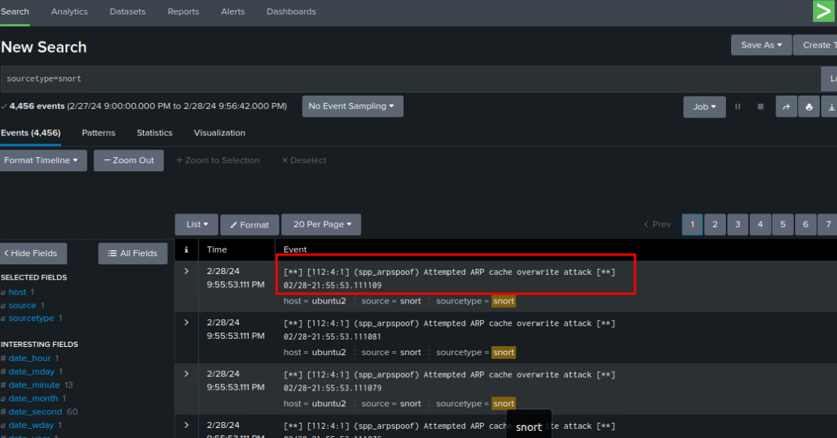 Search Analytics Datasets Reports Alerts Dashboards
New Search
Save As Create
sourcetype=snort
4,456 events (2/27/24 9:00:00.000 PM to 2/28/24 9:56:42.000 PM) No Event Sampling Job
Events (4,456) Patterns Statistics Visualization
Format Timeline − Zoom Out + Zoom to Selection × Deselect
List Format 20 Per Page < Prev 1 2 3 4 5 6 7
< Hide Fields All Fields i Time Event
SELECTED FIELDS
a host 1
a source 1
a sourcetype 1
INTERESTING FIELDS
# date_hour 1
# date_mday 1
# date_minute 13
a date_month 1
# date_second 60
a date_wday 1
> 2/28/24
9:55:53.111 PM
[**] [112:4:1] (spp_arpspoof) Attempted ARP cache overwrite attack [**]
02/28-21:55:53.111109
host = ubuntu2 source = snort sourcetype = snort
> 2/28/24
9:55:53.111 PM
[**] [112:4:1] (spp_arpspoof) Attempted ARP cache overwrite attack [**]
02/28-21:55:53.111081
host = ubuntu2 source = snort sourcetype = snort
> 2/28/24
9:55:53.111 PM
[**] [112:4:1] (spp_arpspoof) Attempted ARP cache overwrite attack [**]
02/28-21:55:53.111079
host = ubuntu2 source = snort sourcetype = snort
> 2/28/24
[**] [112:4:1] (spp_arpspoof) Attempted ARP cache overwrite attack [**]
snort